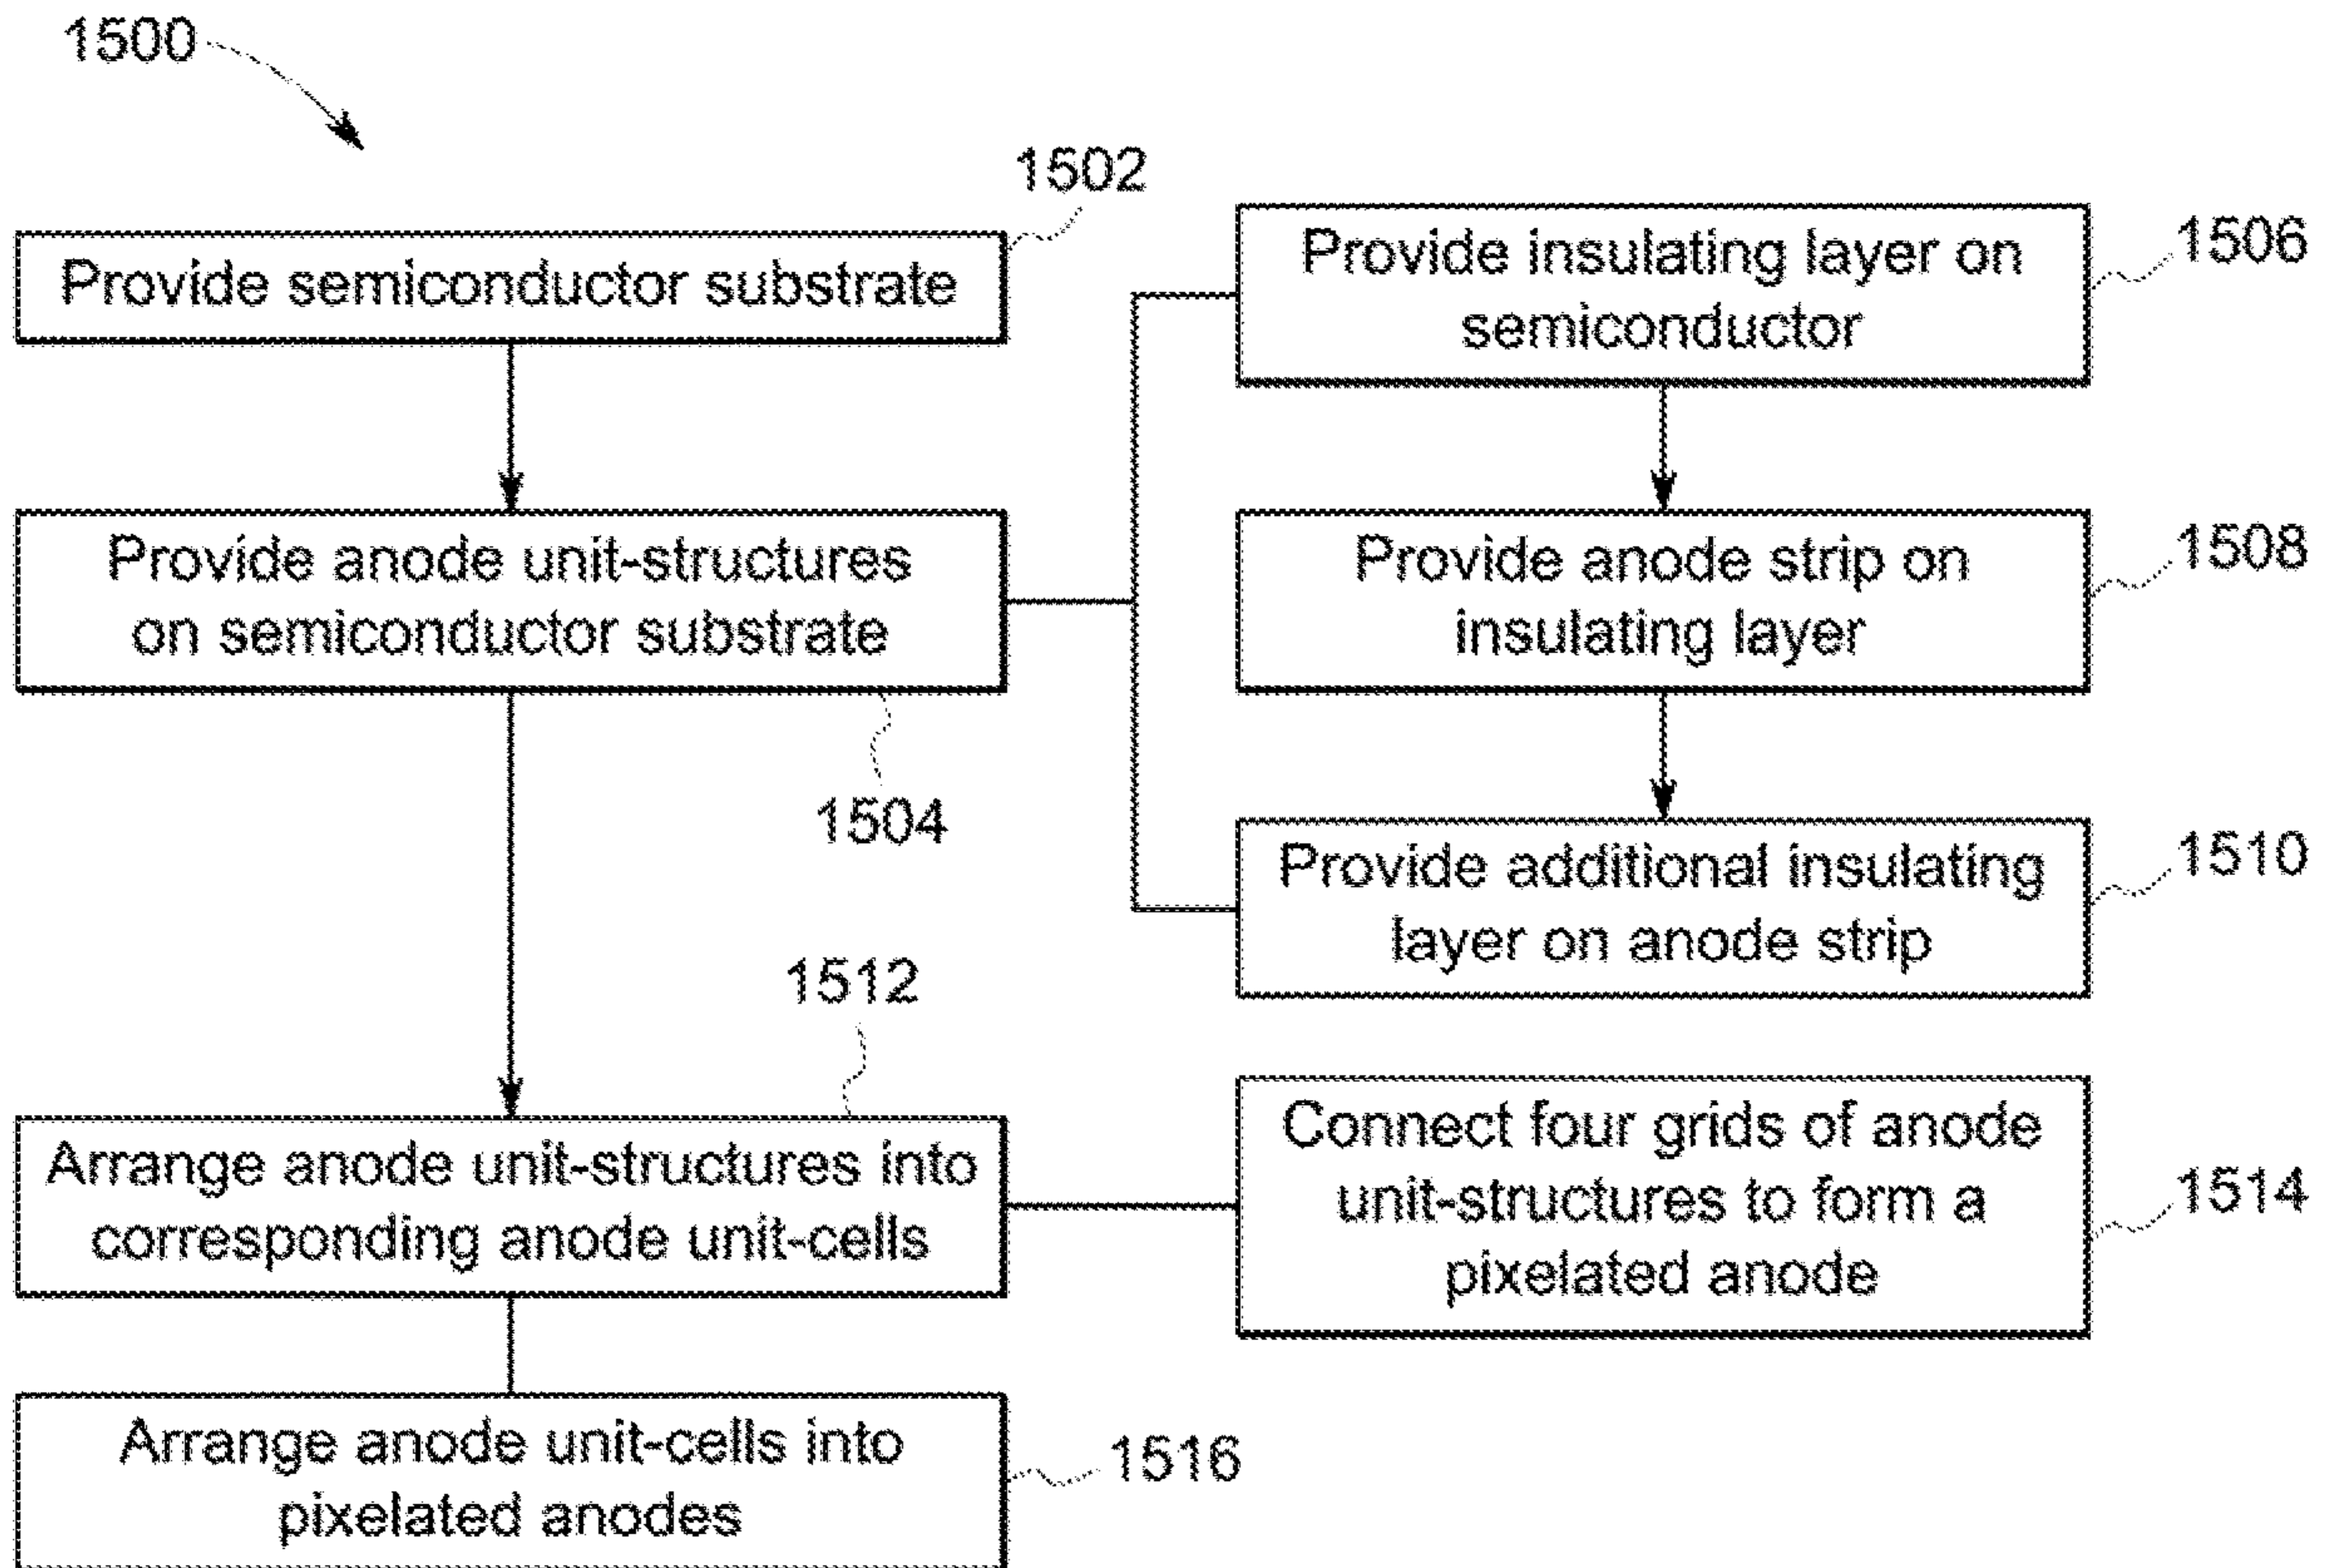 1500
1502
Provide semiconductor substrate
Provide anode unit-structures
on semiconductor substrate
1504
Provide insulating layer on
semiconductor
1506
Provide anode strip on
insulating layer
1508
Provide additional insulating
layer on anode strip
1510
1512
Arrange anode unit-structures into
corresponding anode unit-cells
Connect four grids of anode
unit-structures to form a
pixelated anode
1514
Arrange anode unit-cells into
pixelated anodes
1516